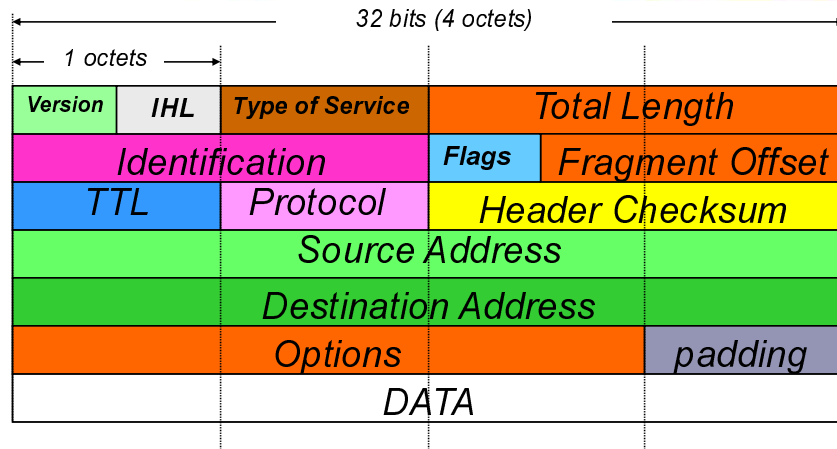 32 bits (4 octets)
1 octets
Version IHL Type of Service Total Length
Identification Flags Fragment Offset
TTL Protocol Header Checksum
Source Address
Destination Address
Options padding
DATA